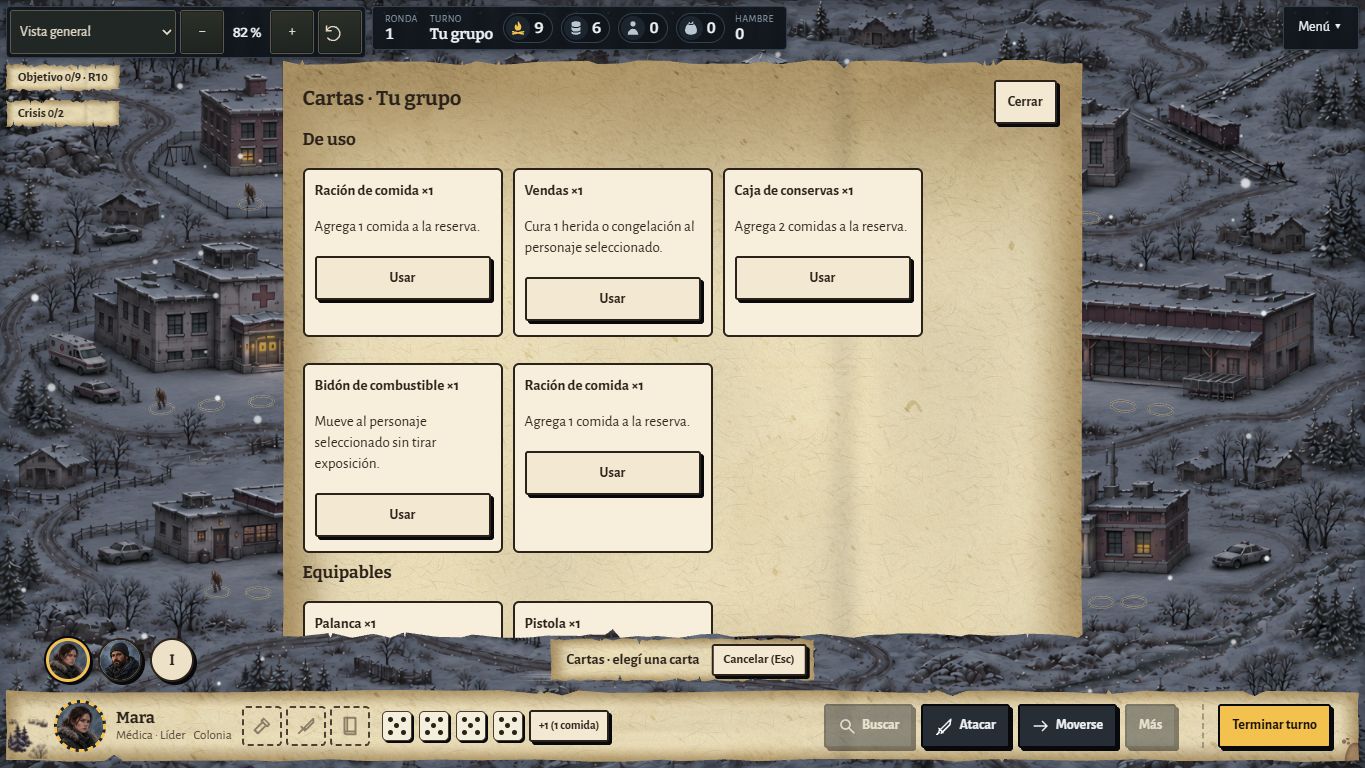 Vista general
−
82 %
+
RONDA
1
TURNO
Tu grupo
9
6
0
0
HAMBRE
0
Menú ▾
Objetivo 0/9 · R10
Crisis 0/2
Cartas · Tu grupo
Cerrar
De uso
Ración de comida ×1
Agrega 1 comida a la reserva.
Usar
Vendas ×1
Cura 1 herida o congelación al
personaje seleccionado.
Usar
Caja de conservas ×1
Agrega 2 comidas a la reserva.
Usar
Bidón de combustible ×1
Mueve al personaje
seleccionado sin tirar
exposición.
Usar
Ración de comida ×1
Agrega 1 comida a la reserva.
Usar
Equipables
Palanca ×1
Pistola ×1
Cartas · elegí una carta
Cancelar (Esc)
I
Mara
Médica · Líder Colonia
+1 (1 comida)
Buscar
Atacar
Moverse
Más
Terminar turno